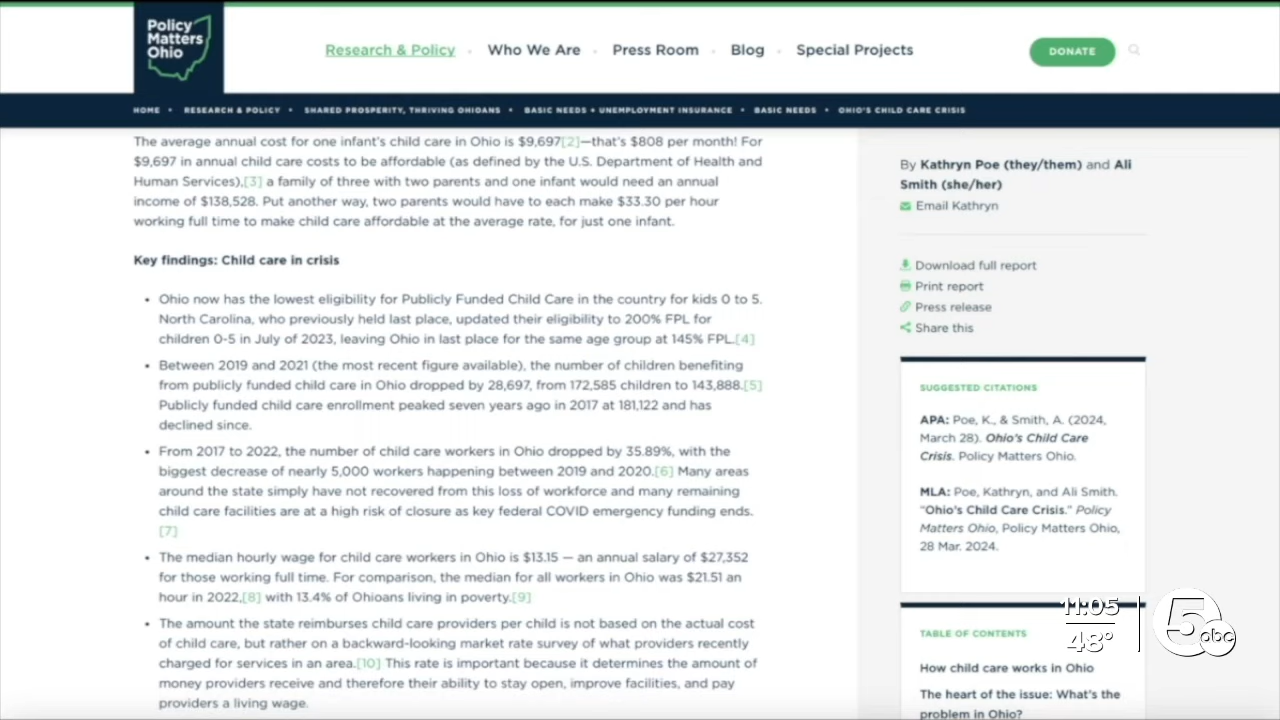 Policy
Matters
Ohio
Research & Policy • Who We Are • Press Room • Blog • Special Projects
DONATE
HOME • RESEARCH & POLICY • SHARED PROSPERITY, THRIVING OHIOANS • BASIC NEEDS + UNEMPLOYMENT INSURANCE • BASIC NEEDS • OHIO'S CHILD CARE CRISIS
The average annual cost for one infant's child care in Ohio is $9,697[2]—that's $808 per month! For
$9,697 in annual child care costs to be affordable (as defined by the U.S. Department of Health and
Human Services),[3] a family of three with two parents and one infant would need an annual
income of $138,528. Put another way, two parents would have to each make $33.30 per hour
working full time to make child care affordable at the average rate, for just one infant.
Key findings: Child care in crisis
• Ohio now has the lowest eligibility for Publicly Funded Child Care in the country for kids 0 to 5.
North Carolina, who previously held last place, updated their eligibility to 200% FPL for
children 0-5 in July of 2023, leaving Ohio in last place for the same age group at 145% FPL.[4]
• Between 2019 and 2021 (the most recent figure available), the number of children benefiting
from publicly funded child care in Ohio dropped by 28,697, from 172,585 children to 143,888.[5]
Publicly funded child care enrollment peaked seven years ago in 2017 at 181,122 and has
declined since.
• From 2017 to 2022, the number of child care workers in Ohio dropped by 35.89%, with the
biggest decrease of nearly 5,000 workers happening between 2019 and 2020.[6] Many areas
around the state simply have not recovered from this loss of workforce and many remaining
child care facilities are at a high risk of closure as key federal COVID emergency funding ends.
[7]
• The median hourly wage for child care workers in Ohio is $13.15 — an annual salary of $27,352
for those working full time. For comparison, the median for all workers in Ohio was $21.51 an
hour in 2022,[8] with 13.4% of Ohioans living in poverty.[9]
• The amount the state reimburses child care providers per child is not based on the actual cost
of child care, but rather on a backward-looking market rate survey of what providers recently
charged for services in an area.[10] This rate is important because it determines the amount of
money providers receive and therefore their ability to stay open, improve facilities, and pay
providers a living wage.
By Kathryn Poe (they/them) and Ali
Smith (she/her)
Email Kathryn
Download full report
Print report
Press release
Share this
SUGGESTED CITATIONS
APA: Poe, K., & Smith, A. (2024,
March 28). Ohio's Child Care
Crisis. Policy Matters Ohio.
MLA: Poe, Kathryn, and Ali Smith.
“Ohio's Child Care Crisis.” Policy
Matters Ohio, Policy Matters Ohio,
28 Mar. 2024.
TABLE OF CONTENTS
How child care works in Ohio
The heart of the issue: What's the
problem in Ohio?
11:05
48°
5
abc